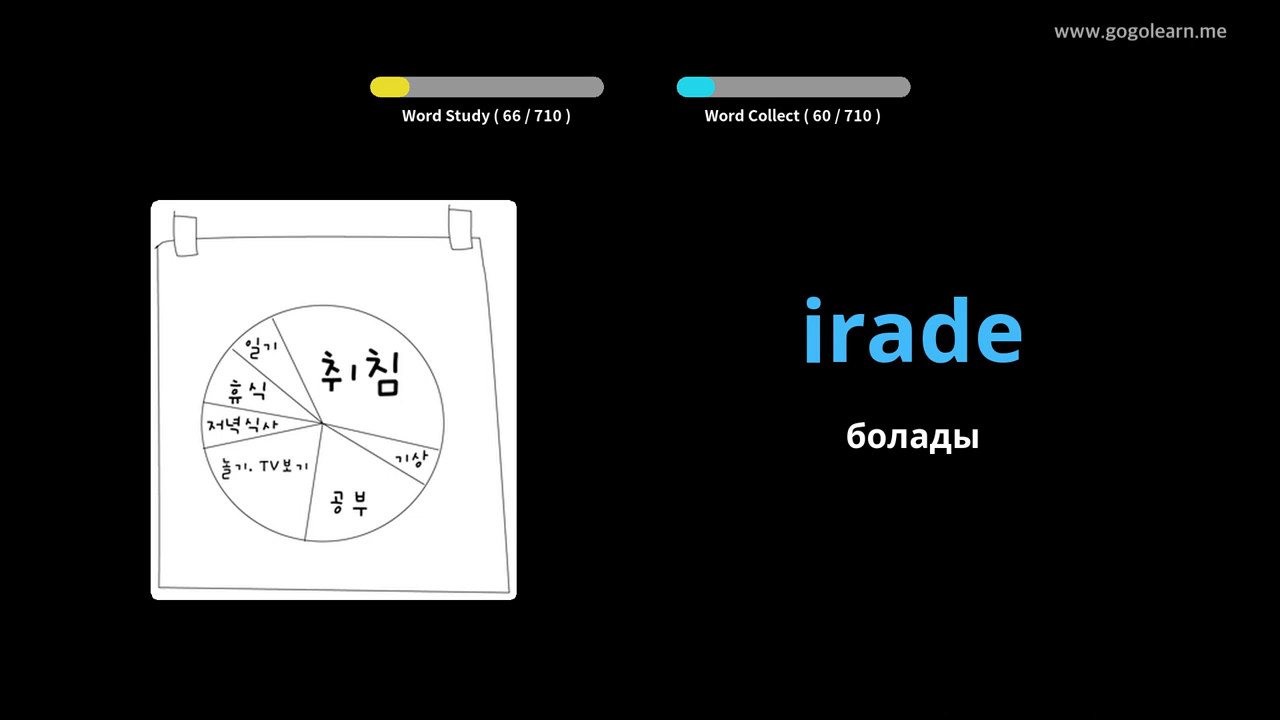 www.gogolearn.me
Word Study ( 66 / 710 )
Word Collect ( 60 / 710 )
일기
취침
휴식
저녁식사
기상
놀기. TV보기
공부
irade
болады